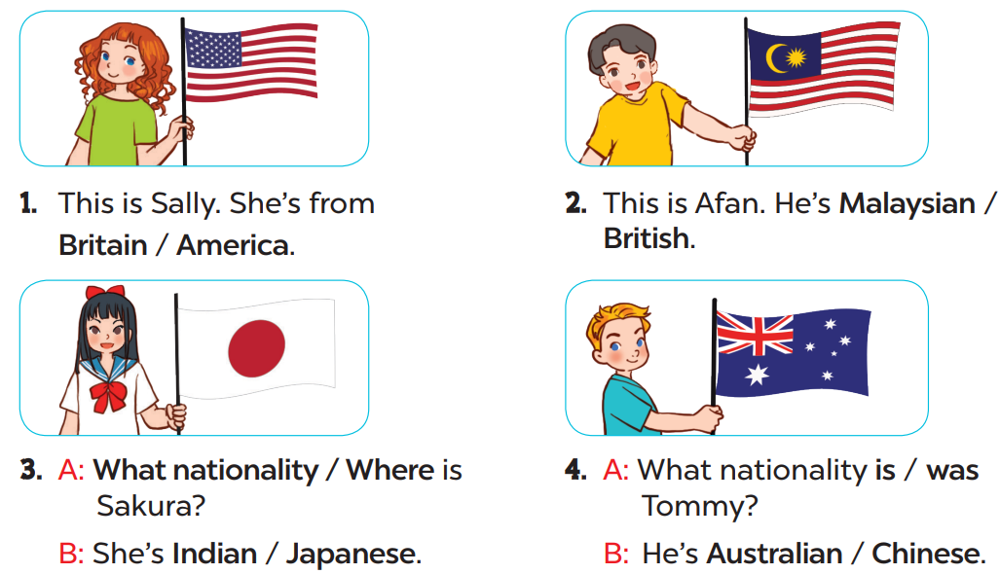 1. This is Sally. She's from
Britain / America.
2. This is Afan. He's Malaysian /
British.
3. A: What nationality / Where is
Sakura?
B: She's Indian / Japanese.
4. A: What nationality is / was
Tommy?
B: He's Australian / Chinese.